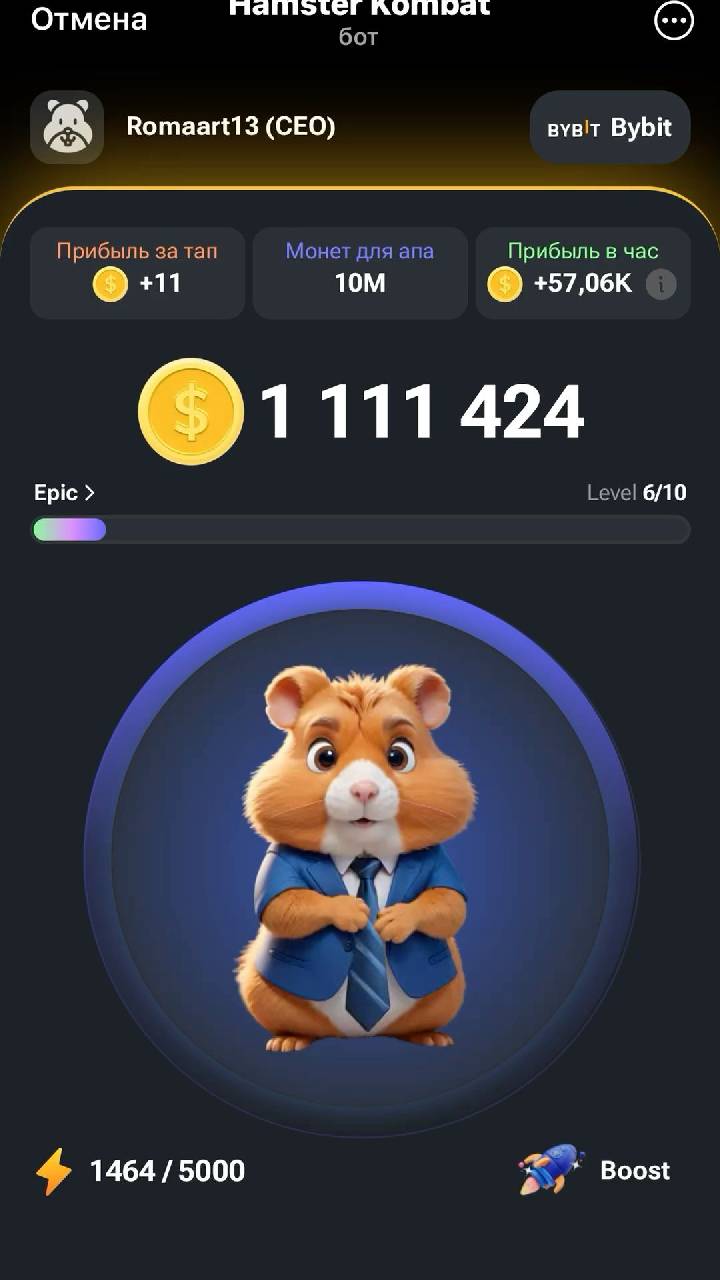 Отмена
Hamster Kombat
бот
Romaart13 (CEO)
BYBIT Bybit
Прибыль за тап
+11
Монет для апа
10M
Прибыль в час
+57,06K
1 111 424
Epic >
Level 6/10
1464 / 5000
Boost